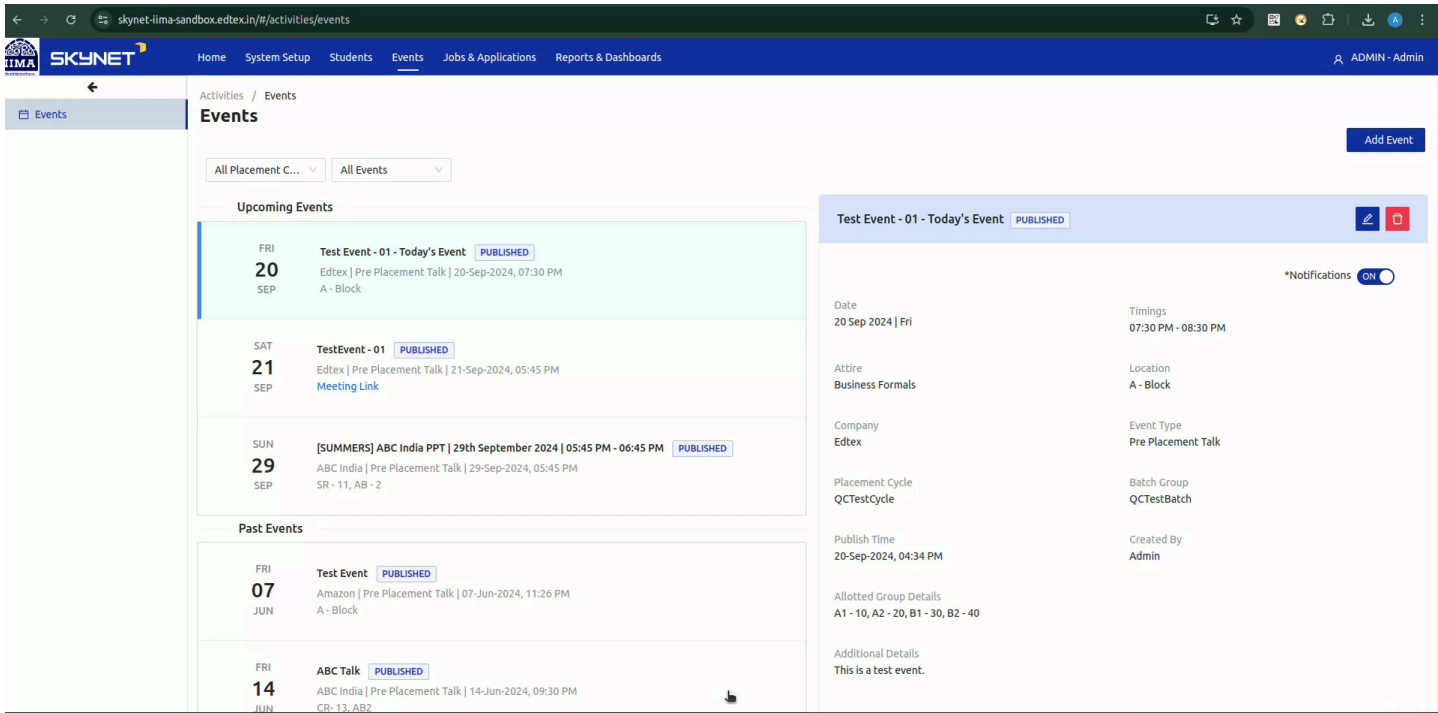 skynet-iima-sandbox.edtex.in/#/activities/events
A
IIMA
SKYNET
Home System Setup Students Events Jobs & Applications Reports & Dashboards
ADMIN - Admin
Events
Activities / Events
Events
Add Event
All Placement C...
All Events
Upcoming Events
FRI
20
SEP
Test Event - 01 - Today's Event PUBLISHED
Edtex | Pre Placement Talk | 20-Sep-2024, 07:30 PM
A - Block
SAT
21
SEP
TestEvent - 01 PUBLISHED
Edtex | Pre Placement Talk | 21-Sep-2024, 05:45 PM
Meeting Link
SUN
29
SEP
[SUMMERS] ABC India PPT | 29th September 2024 | 05:45 PM - 06:45 PM PUBLISHED
ABC India | Pre Placement Talk | 29-Sep-2024, 05:45 PM
SR - 11, AB - 2
Past Events
FRI
07
JUN
Test Event PUBLISHED
Amazon | Pre Placement Talk | 07-Jun-2024, 11:26 PM
A - Block
FRI
14
JUN
ABC Talk PUBLISHED
ABC India | Pre Placement Talk | 14-Jun-2024, 09:30 PM
CR- 13, AB2
Test Event - 01 - Today's Event PUBLISHED
*Notifications ON
Date
20 Sep 2024 | Fri
Timings
07:30 PM - 08:30 PM
Attire
Business Formals
Location
A - Block
Company
Edtex
Event Type
Pre Placement Talk
Placement Cycle
QCTestCycle
Batch Group
QCTestBatch
Publish Time
20-Sep-2024, 04:34 PM
Created By
Admin
Allotted Group Details
A1 - 10, A2 - 20, B1 - 30, B2 - 40
Additional Details
This is a test event.